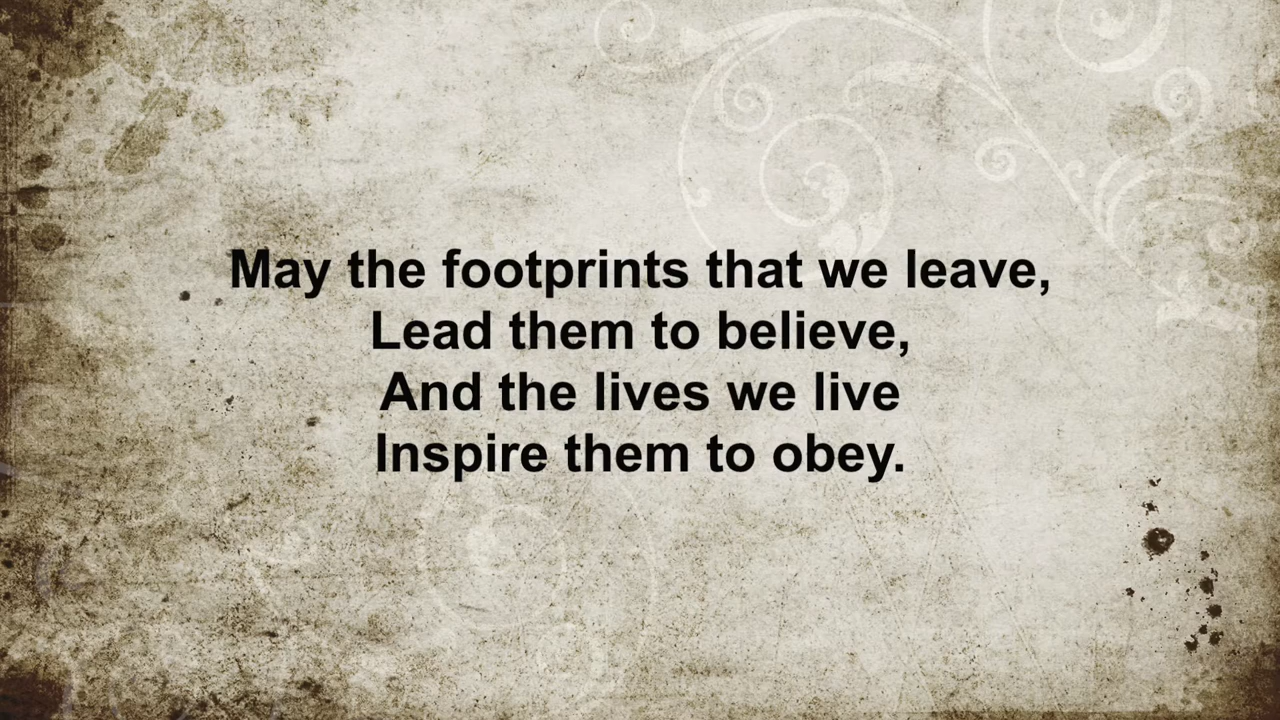 May the footprints that we leave,
Lead them to believe,
And the lives we live
Inspire them to obey.